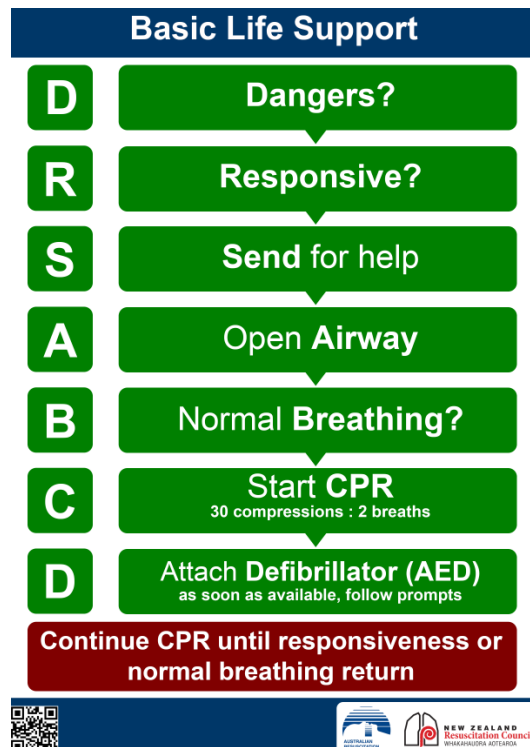 Basic Life Support
D
Dangers?
R
Responsive?
S
Send for help
A
Open Airway
B
Normal Breathing?
C
Start CPR
30 compressions : 2 breaths
D
Attach Defibrillator (AED)
as soon as available, follow prompts
Continue CPR until responsiveness or
normal breathing return
AUSTRALIAN
RESUSCITATION
NEW ZEALAND
Resuscitation
WHAKAHAUORA AOTEAROA